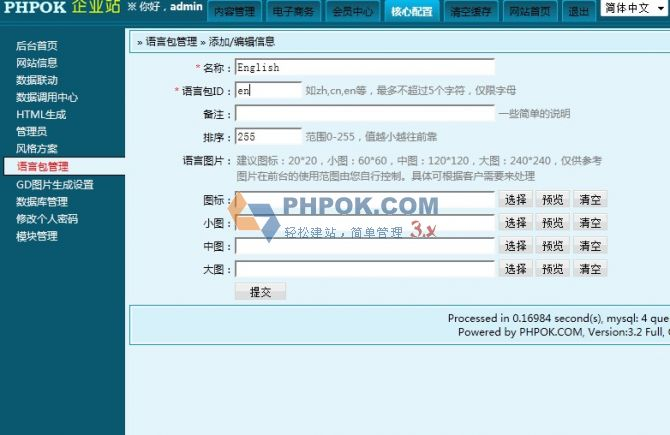 PHPOK 企业站 ※ 你好，admin 内容管理 电子商务 会员中心 核心配置 清空缓存 网站首页 退出 简体中文
后台首页
网站信息
数据联动
数据调用中心
HTML生成
管理员
风格方案
语言包管理
GD图片生成设置
数据库管理
修改个人密码
模块管理
» 语言包管理 » 添加/编辑信息
* 名称： English
* 语言包ID： en 如zh,cn,en等，最多不超过5个字符，仅限字母
备注： 一些简单的说明
排序： 255 范围0-255，值越小越往前靠
语言图片： 建议图标：20*20，小图：60*60，中图：120*120，大图：240*240，仅供参考
图片在前台的使用范围由您自行控制。具体可根据客户需要来处理
图标： 选择 预览 清空
小图： 选择 预览 清空
中图： 选择 预览 清空
大图： 选择 预览 清空
PHPOK.COM
轻松建站，简单管理 3.x
提交
Processed in 0.16984 second(s), mysql: 4 que
Powered by PHPOK.COM, Version:3.2 Full,